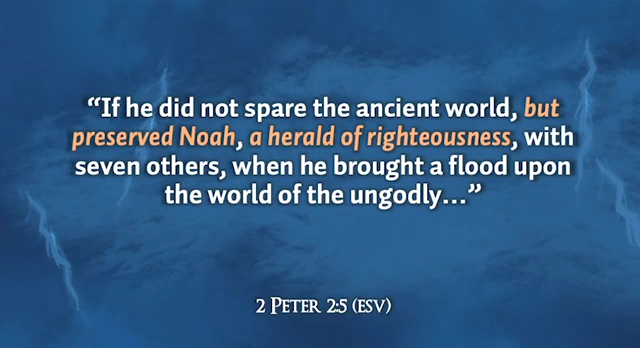 “If he did not spare the ancient world, but
preserved Noah, a herald of righteousness, with
seven others, when he brought a flood upon
the world of the ungodly…”
2 Peter 2:5 (ESV)